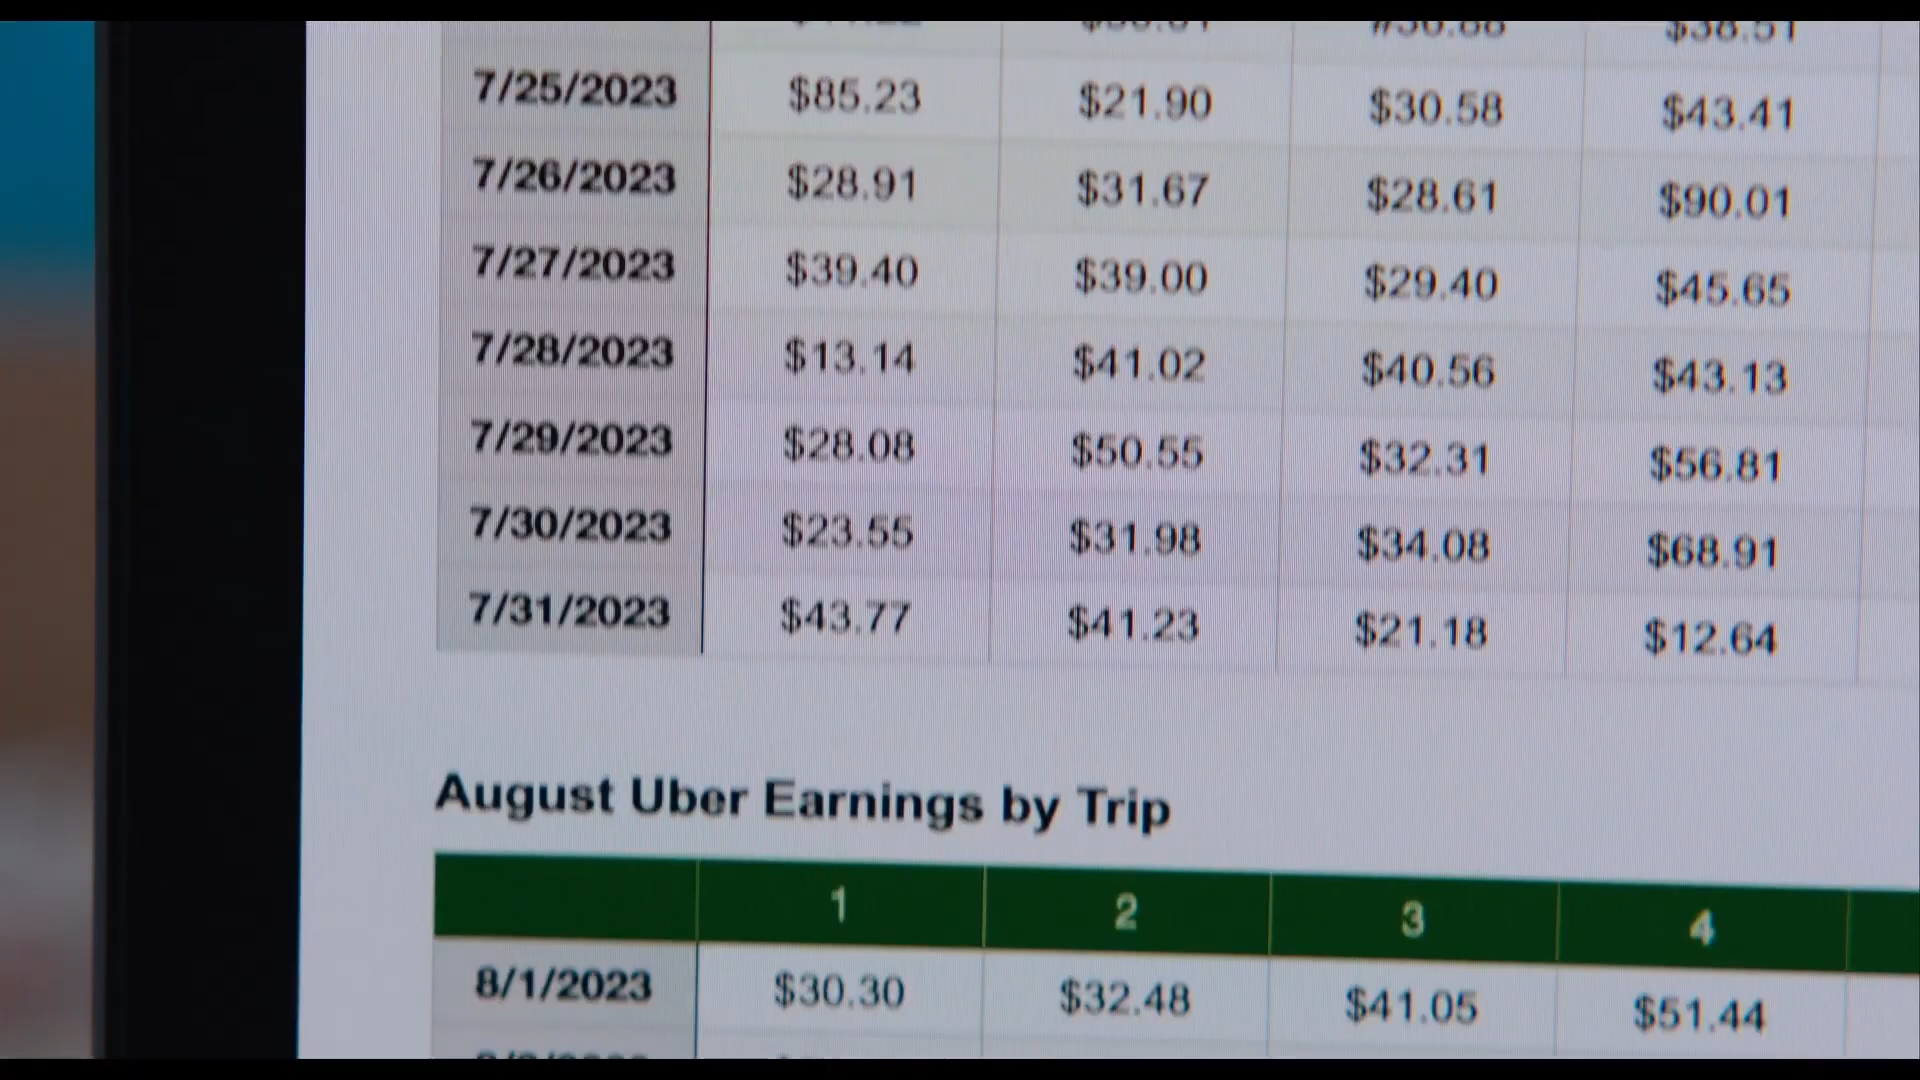 $38.51
7/25/2023 $85.23 $21.90 $30.58 $43.41
7/26/2023 $28.91 $31.67 $28.61 $90.01
7/27/2023 $39.40 $39.00 $29.40 $45.65
7/28/2023 $13.14 $41.02 $40.56 $43.13
7/29/2023 $28.08 $50.55 $32.31 $56.81
7/30/2023 $23.55 $31.98 $34.08 $68.91
7/31/2023 $43.77 $41.23 $21.18 $12.64
August Uber Earnings by Trip
1 2 3 4
8/1/2023 $30.30 $32.48 $41.05 $51.44